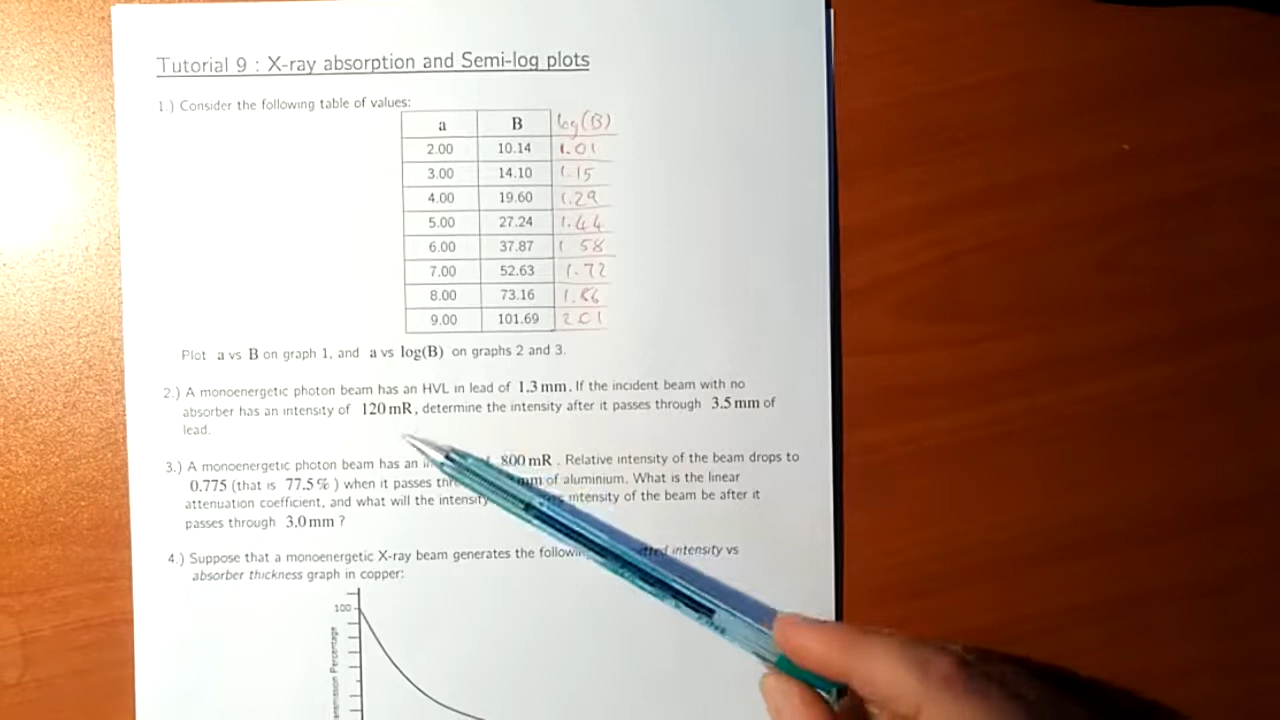 Tutorial 9 : X-ray absorption and Semi-log plots
1.) Consider the following table of values:
a B log(B)
2.00 10.14 1.01
3.00 14.10 1.15
4.00 19.60 1.29
5.00 27.24 1.44
6.00 37.87 1.58
7.00 52.63 1.72
8.00 73.16 1.86
9.00 101.69 2.01
Plot a vs B on graph 1, and a vs log(B) on graphs 2 and 3.
2.) A monoenergetic photon beam has an HVL in lead of 1.3 mm. If the incident beam with no
absorber has an intensity of 120 mR, determine the intensity after it passes through 3.5 mm of
lead.
3.) A monoenergetic photon beam has an 800 mR . Relative intensity of the beam drops to
0.775 (that is 77.5 % ) when it passes mm of aluminium. What is the linear
attenuation coefficient, and what will the intensity intensity of the beam be after it
passes through 3.0 mm ?
4.) Suppose that a monoenergetic X-ray beam generates the intensity vs
absorber thickness graph in copper:
100
Percentage